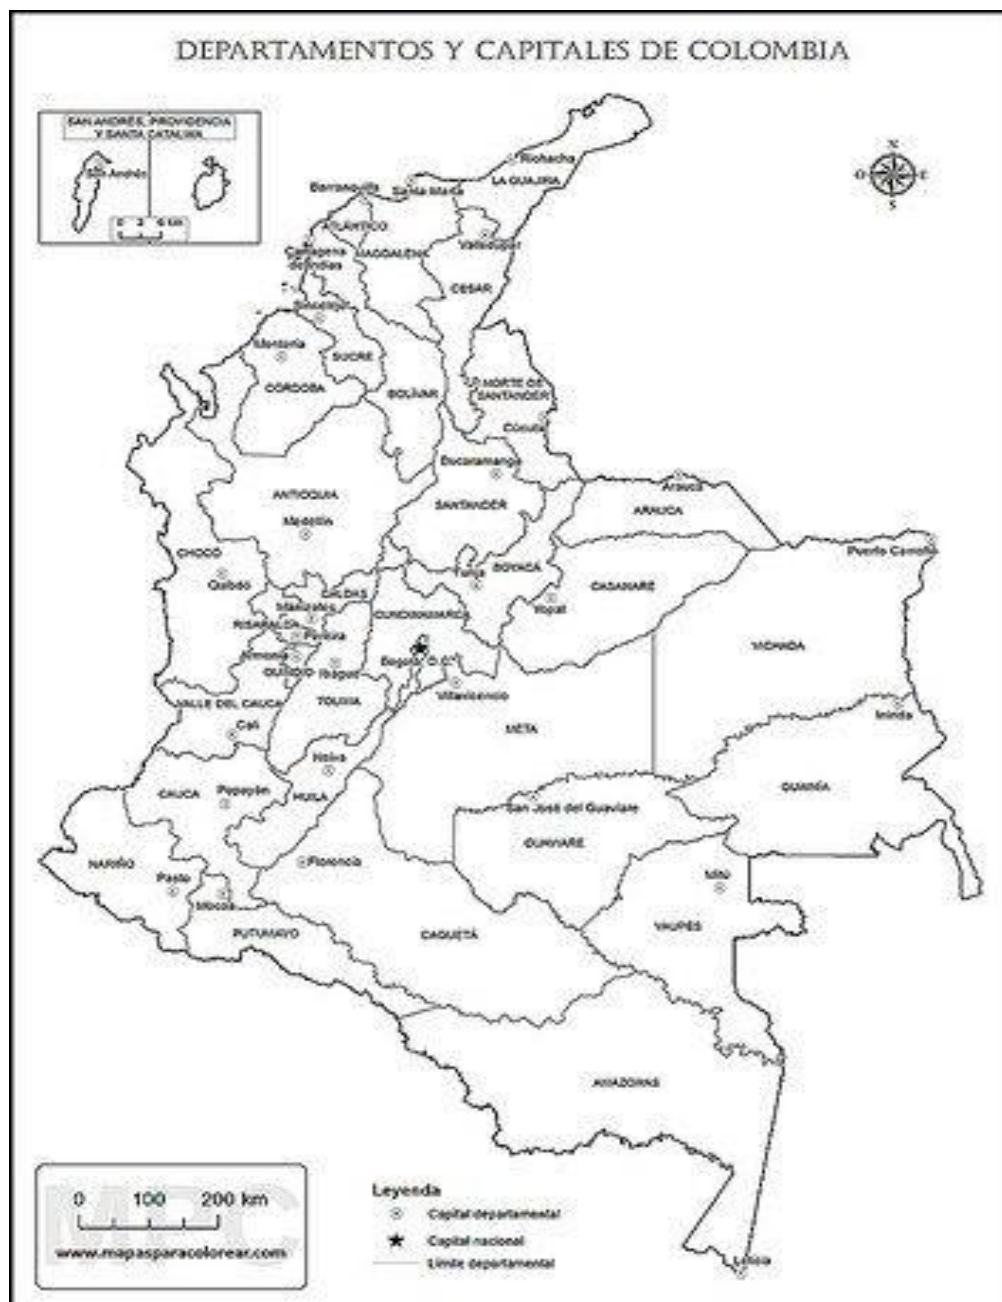 DEPARTAMENTOS Y CAPITALES DE COLOMBIA
SAN ANDRÉS, PROVIDENCIA
Y SANTA CATALINA
San Andrés
0 3 6 km
N
O E
S
Riohacha
LA GUAJIRA
Barranquilla
Santa Marta
ATLÁNTICO
Cartagena
de Indias
MAGDALENA
Valledupar
CESAR
Sincelejo
Montería
SUCRE
CÓRDOBA
BOLÍVAR
NORTE DE
SANTANDER
Cúcuta
Bucaramanga
ANTIOQUIA
SANTANDER
Arauca
ARAUCA
Medellín
CHOCÓ
Quibdó
Tunja
BOYACÁ
CASANARE
Puerto Carreño
CALDAS
Manizales
CUNDINAMARCA
Yopal
RISARALDA
Pereira
Armenia
QUINDÍO
Ibagué
Bogotá, D.C.
VICHADA
Villavicencio
VALLE DEL CAUCA
TOLIMA
Cali
META
Inírida
Neiva
CAUCA
Popayán
HUILA
San José del Guaviare
GUAINÍA
GUAVIARE
NARIÑO
Florencia
Pasto
Mocoa
Mitú
PUTUMAYO
CAQUETÁ
VAUPÉS
AMAZONAS
Leticia
0 100 200 km
MPC
www.mapasparacolorear.com
Leyenda
Capital departamental
Capital nacional
Límite departamental